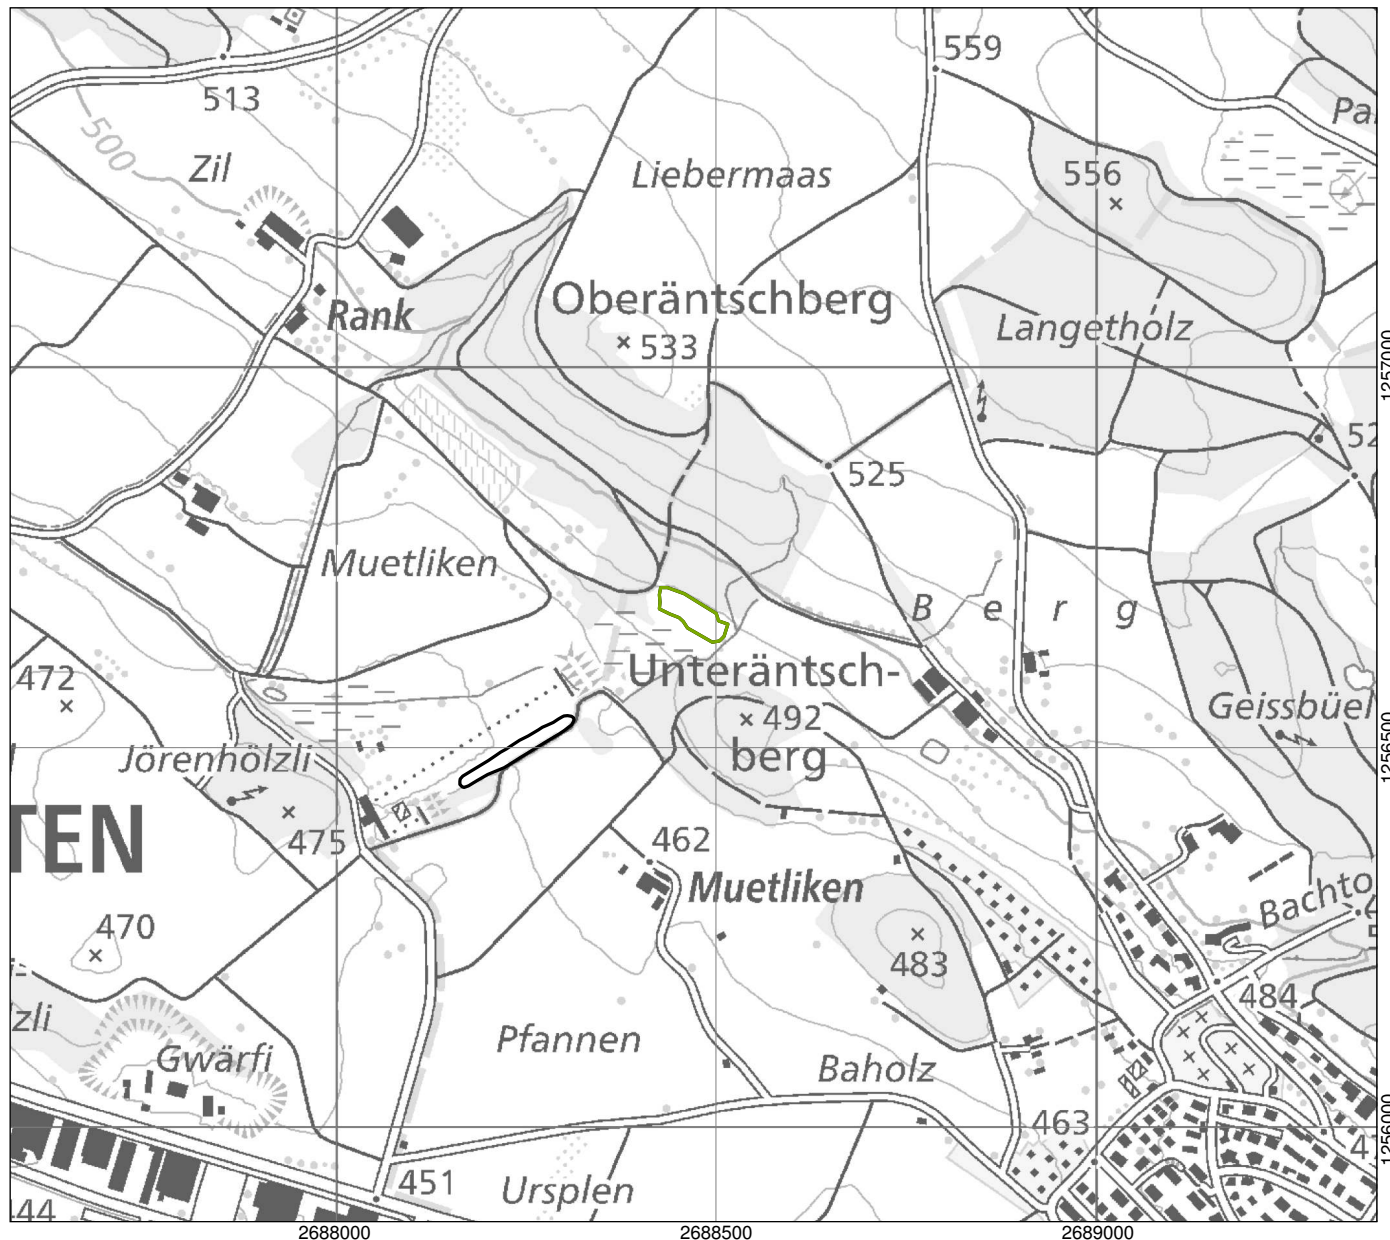 559
513
500
Zil
Liebermaas
556
Oberäntschberg
Rank
533
Langetholz
1257000
525
Muetliken
B e r g
472
Unteräntsch-
492
berg
Geissbüel
Jörenhölzli
1256500
TEN
475
462
Muetliken
470
483
484
zli
Gwärfi
Pfannen
Baholz
463
1256000
451
Ursplen
2688000
2688500
2689000